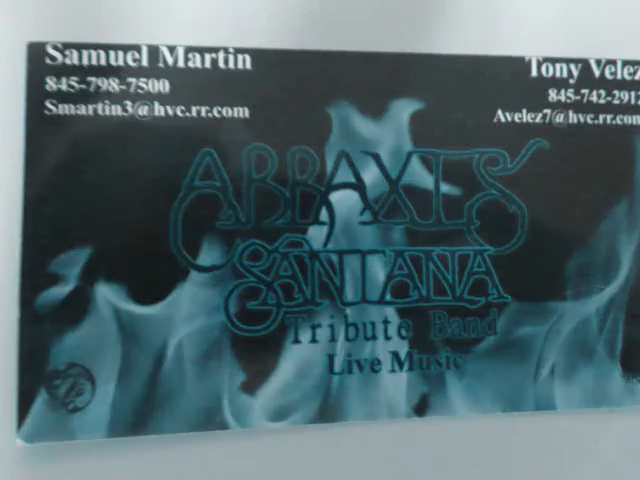 Samuel Martin
845-798-7500
Smartin3@hvc.rr.com
Tony Velez
845-742-2912
Avelez7@hvc.rr.com
ABBAXIS
SANTANA
Tribute Band
Live Music